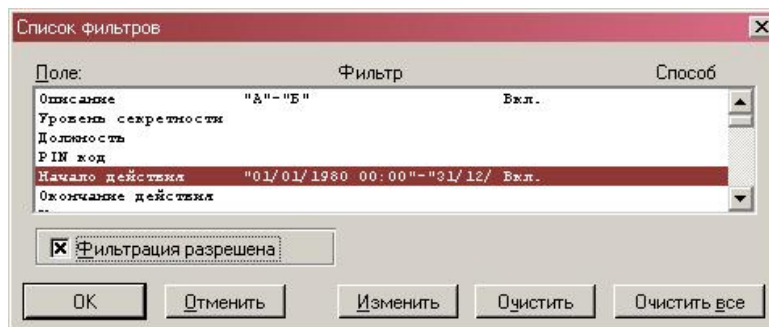 Список фильтров
Поле: Фильтр Способ
Описание "А"-"Б" Вкл.
Уровень секретности
Должность
PIN код
Начало действия "01/01/1980 00:00"-"31/12/ Вкл.
Окончание действия
Фильтрация разрешена
OK Отменить Изменить Очистить Очистить все